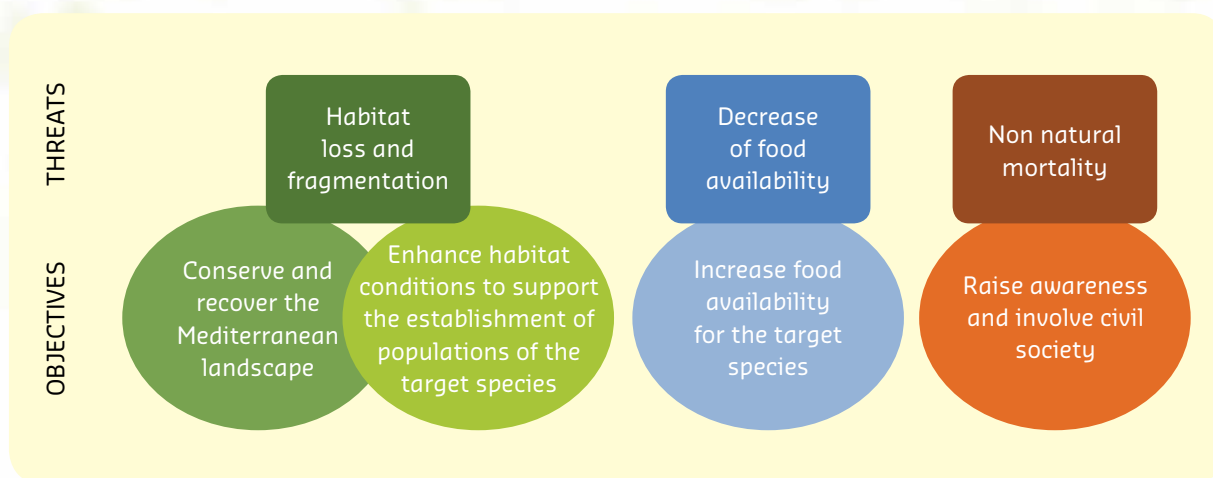 THREATS
Habitat
loss and
fragmentation
Decrease
of food
availability
Non natural
mortality
OBJECTIVES
Conserve and
recover the
Mediterranean
landscape
Enhance habitat
conditions to support
the establishment of
populations of the
target species
Increase food
availability
for the target
species
Raise awareness
and involve civil
society